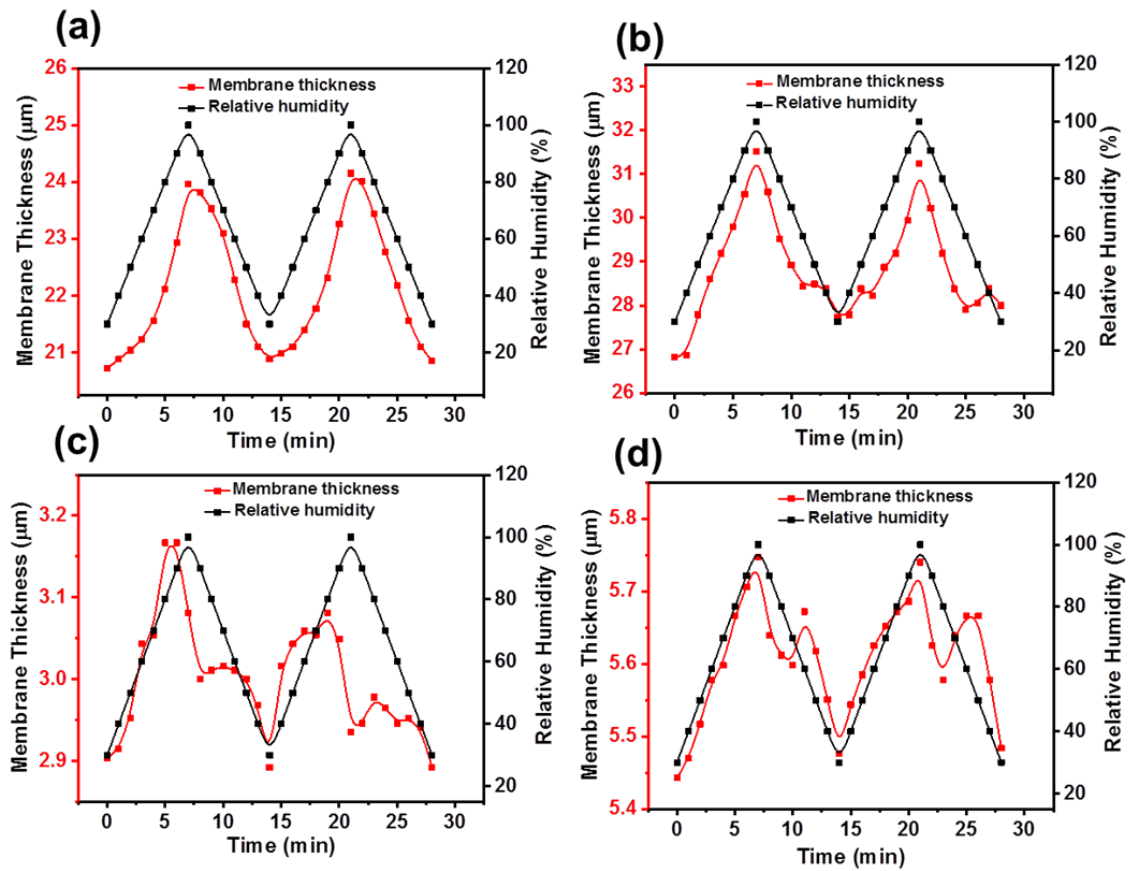 (a)
Membrane thickness
Relative humidity
Membrane Thickness (μm)
26
25
24
23
22
21
Relative Humidity (%)
120
100
80
60
40
20
0 5 10 15 20 25 30
Time (min)
(b)
Membrane thickness
Relative humidity
Membrane Thickness (μm)
33
32
31
30
29
28
27
26
Relative Humidity (%)
120
100
80
60
40
20
0 5 10 15 20 25 30
Time (min)
(c)
Membrane thickness
Relative humidity
Membrane Thickness (μm)
3.2
3.1
3.0
2.9
Relative Humidity (%)
120
100
80
60
40
20
0 5 10 15 20 25 30
Time (min)
(d)
Membrane thickness
Relative humidity
Membrane Thickness (μm)
5.8
5.7
5.6
5.5
5.4
Relative Humidity (%)
120
100
80
60
40
20
0 5 10 15 20 25 30
Time (min)